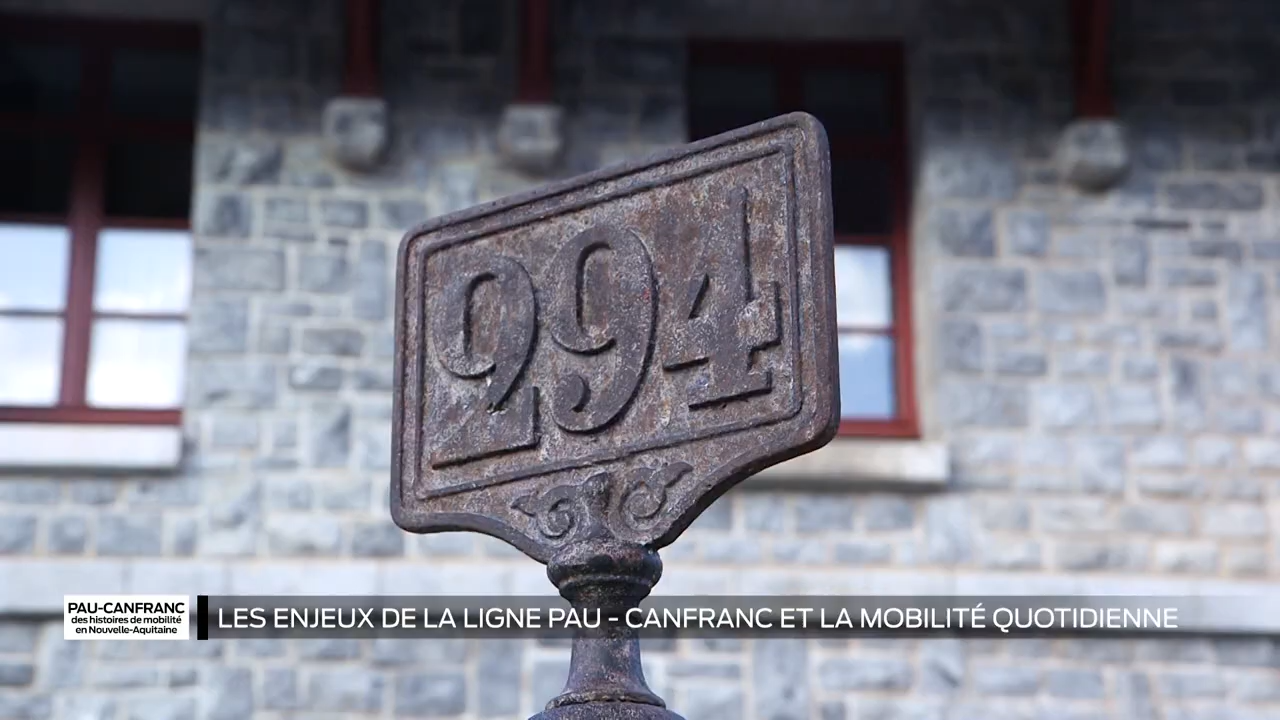 294
PAU-CANFRANC
des histoires de mobilité
en Nouvelle-Aquitaine
LES ENJEUX DE LA LIGNE PAU - CANFRANC ET LA MOBILITÉ QUOTIDIENNE